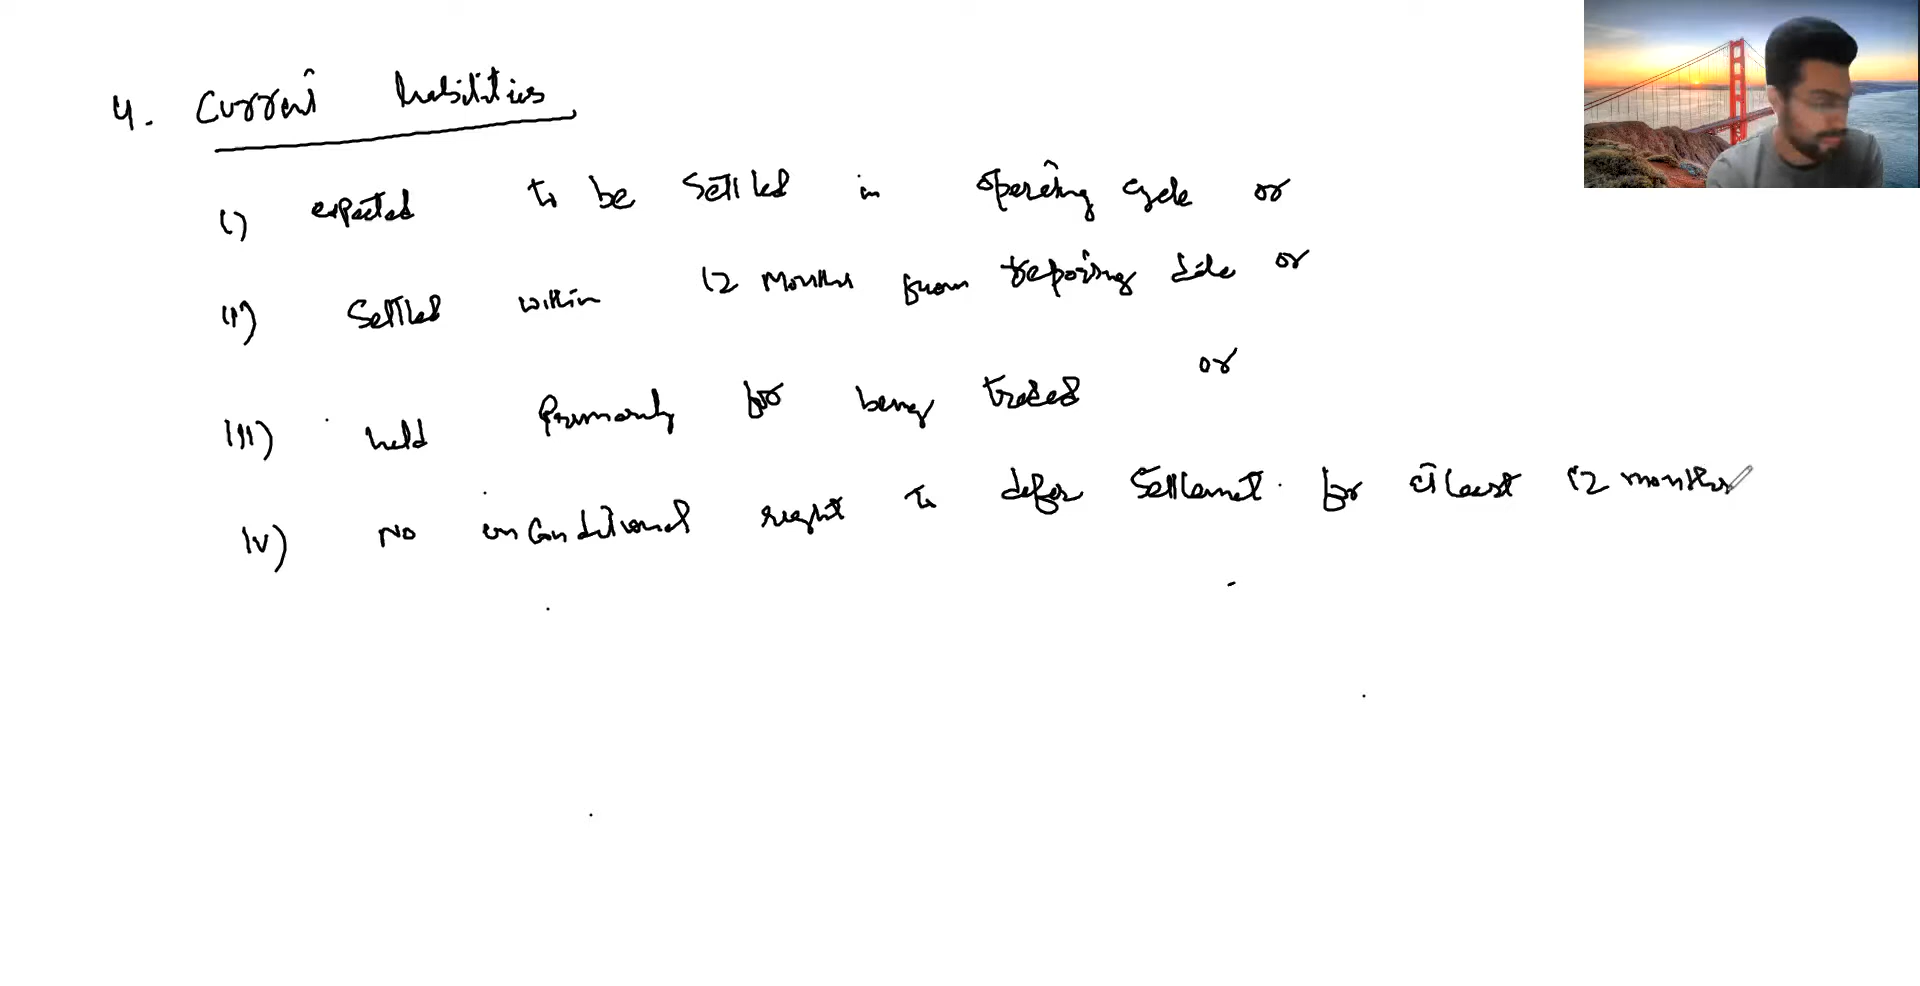 4. Current liabilities
i) expected to be settled in operating cycle or
ii) Settled within 12 months from reporting date or
iii) held Primarily for being traded or
iv) No unconditional right to defer settlement for atleast 12 months